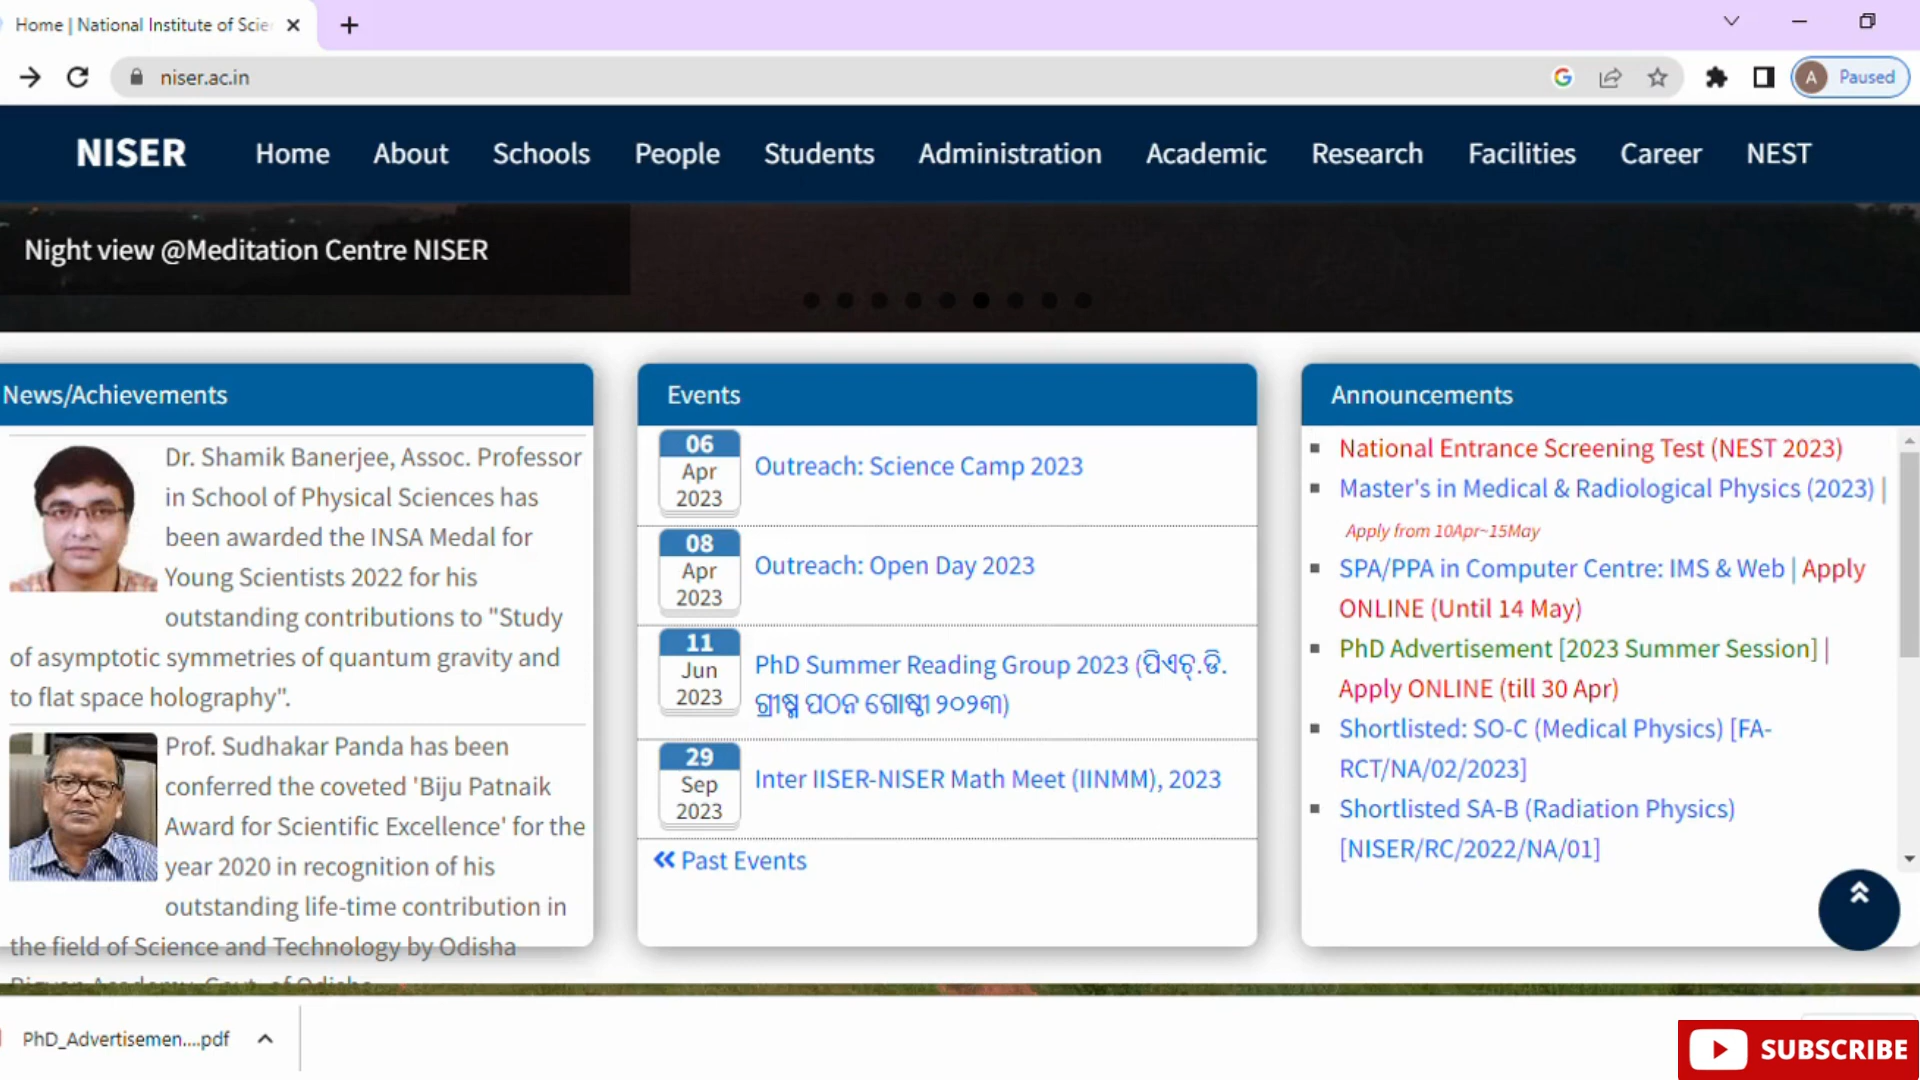 Home | National Institute of Scie
niser.ac.in
A Paused
NISER Home About Schools People Students Administration Academic Research Facilities Career NEST
Night view @Meditation Centre NISER
News/Achievements
Dr. Shamik Banerjee, Assoc. Professor
in School of Physical Sciences has
been awarded the INSA Medal for
Young Scientists 2022 for his
outstanding contributions to "Study
of asymptotic symmetries of quantum gravity and
to flat space holography".
Prof. Sudhakar Panda has been
conferred the coveted 'Biju Patnaik
Award for Scientific Excellence' for the
year 2020 in recognition of his
outstanding life-time contribution in
the field of Science and Technology by Odisha
Events
06
Apr
2023
Outreach: Science Camp 2023
08
Apr
2023
Outreach: Open Day 2023
11
Jun
2023
PhD Summer Reading Group 2023 (ପିଏଚ୍.ଡି.
ଗ୍ରୀଷ୍ମ ପଠନ ଗୋଷ୍ଠୀ ୨୦୨୩)
29
Sep
2023
Inter IISER-NISER Math Meet (IINMM), 2023
Past Events
Announcements
National Entrance Screening Test (NEST 2023)
Master's in Medical & Radiological Physics (2023) |
Apply from 10Apr~15May
SPA/PPA in Computer Centre: IMS & Web | Apply
ONLINE (Until 14 May)
PhD Advertisement [2023 Summer Session] |
Apply ONLINE (till 30 Apr)
Shortlisted: SO-C (Medical Physics) [FA-
RCT/NA/02/2023]
Shortlisted SA-B (Radiation Physics)
[NISER/RC/2022/NA/01]
PhD_Advertisemen....pdf
SUBSCRIBE